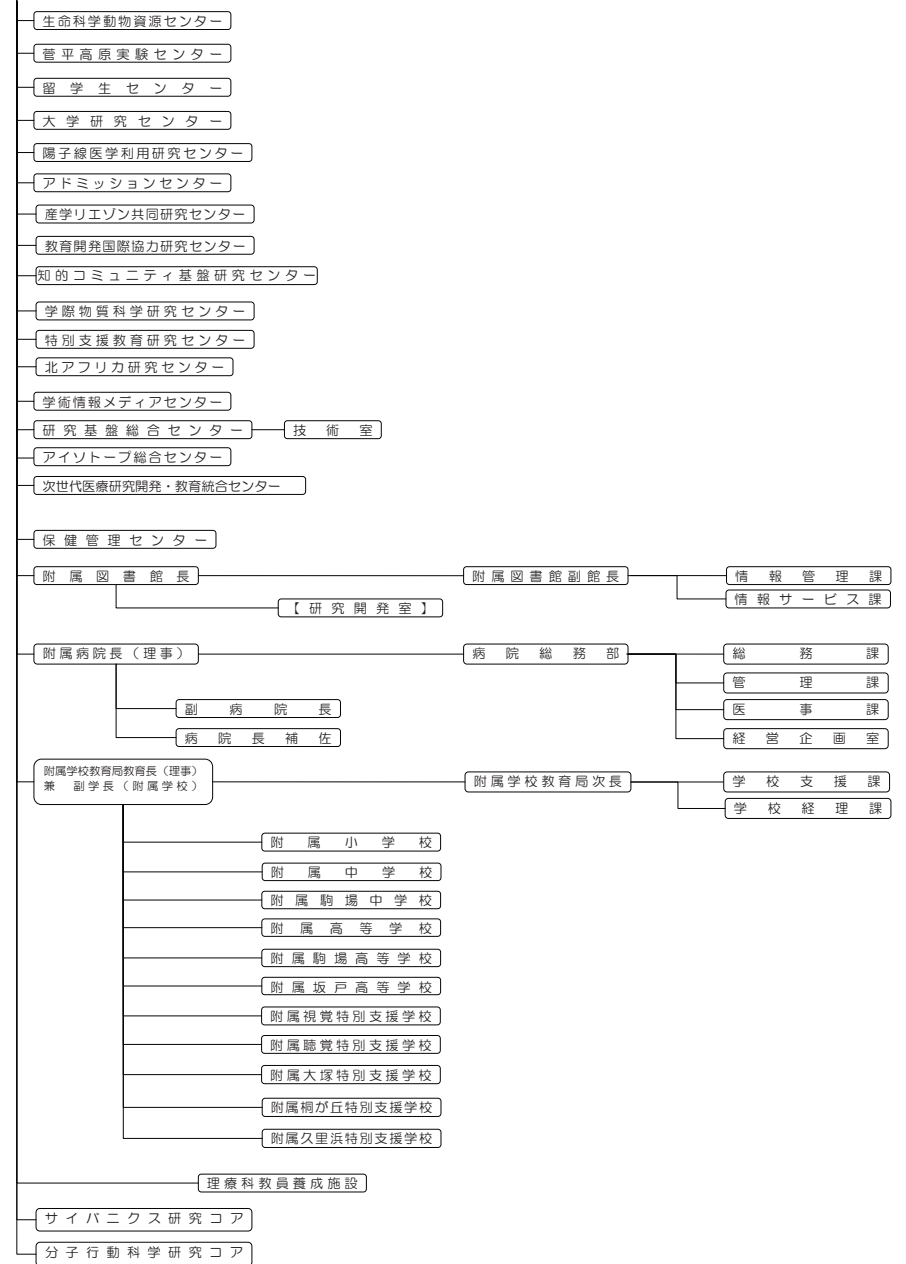 生命科学動物資源センター
菅平高原実験センター
留学生センター
大学研究センター
陽子線医学利用研究センター
アドミッションセンター
産学リエゾン共同研究センター
教育開発国際協力研究センター
知的コミュニティ基盤研究センター
学際物質科学研究センター
特別支援教育研究センター
北アフリカ研究センター
学術情報メディアセンター
研究基盤総合センター 技術室
アイソトープ総合センター
次世代医療研究開発・教育統合センター
保健管理センター
附属図書館長 附属図書館副館長 情報管理課
情報サービス課
【研究開発室】
附属病院長（理事） 病院総務部 総務課
管理課
副病院長 医事課
病院長補佐 経営企画室
附属学校教育局教育長（理事）
兼 副学長（附属学校） 附属学校教育局次長 学校支援課
学校経理課
附属小学校
附属中学校
附属駒場中学校
附属高等学校
附属駒場高等学校
附属坂戸高等学校
附属視覚特別支援学校
附属聴覚特別支援学校
附属大塚特別支援学校
附属桐が丘特別支援学校
附属久里浜特別支援学校
理療科教員養成施設
サイバニクス研究コア
分子行動科学研究コア